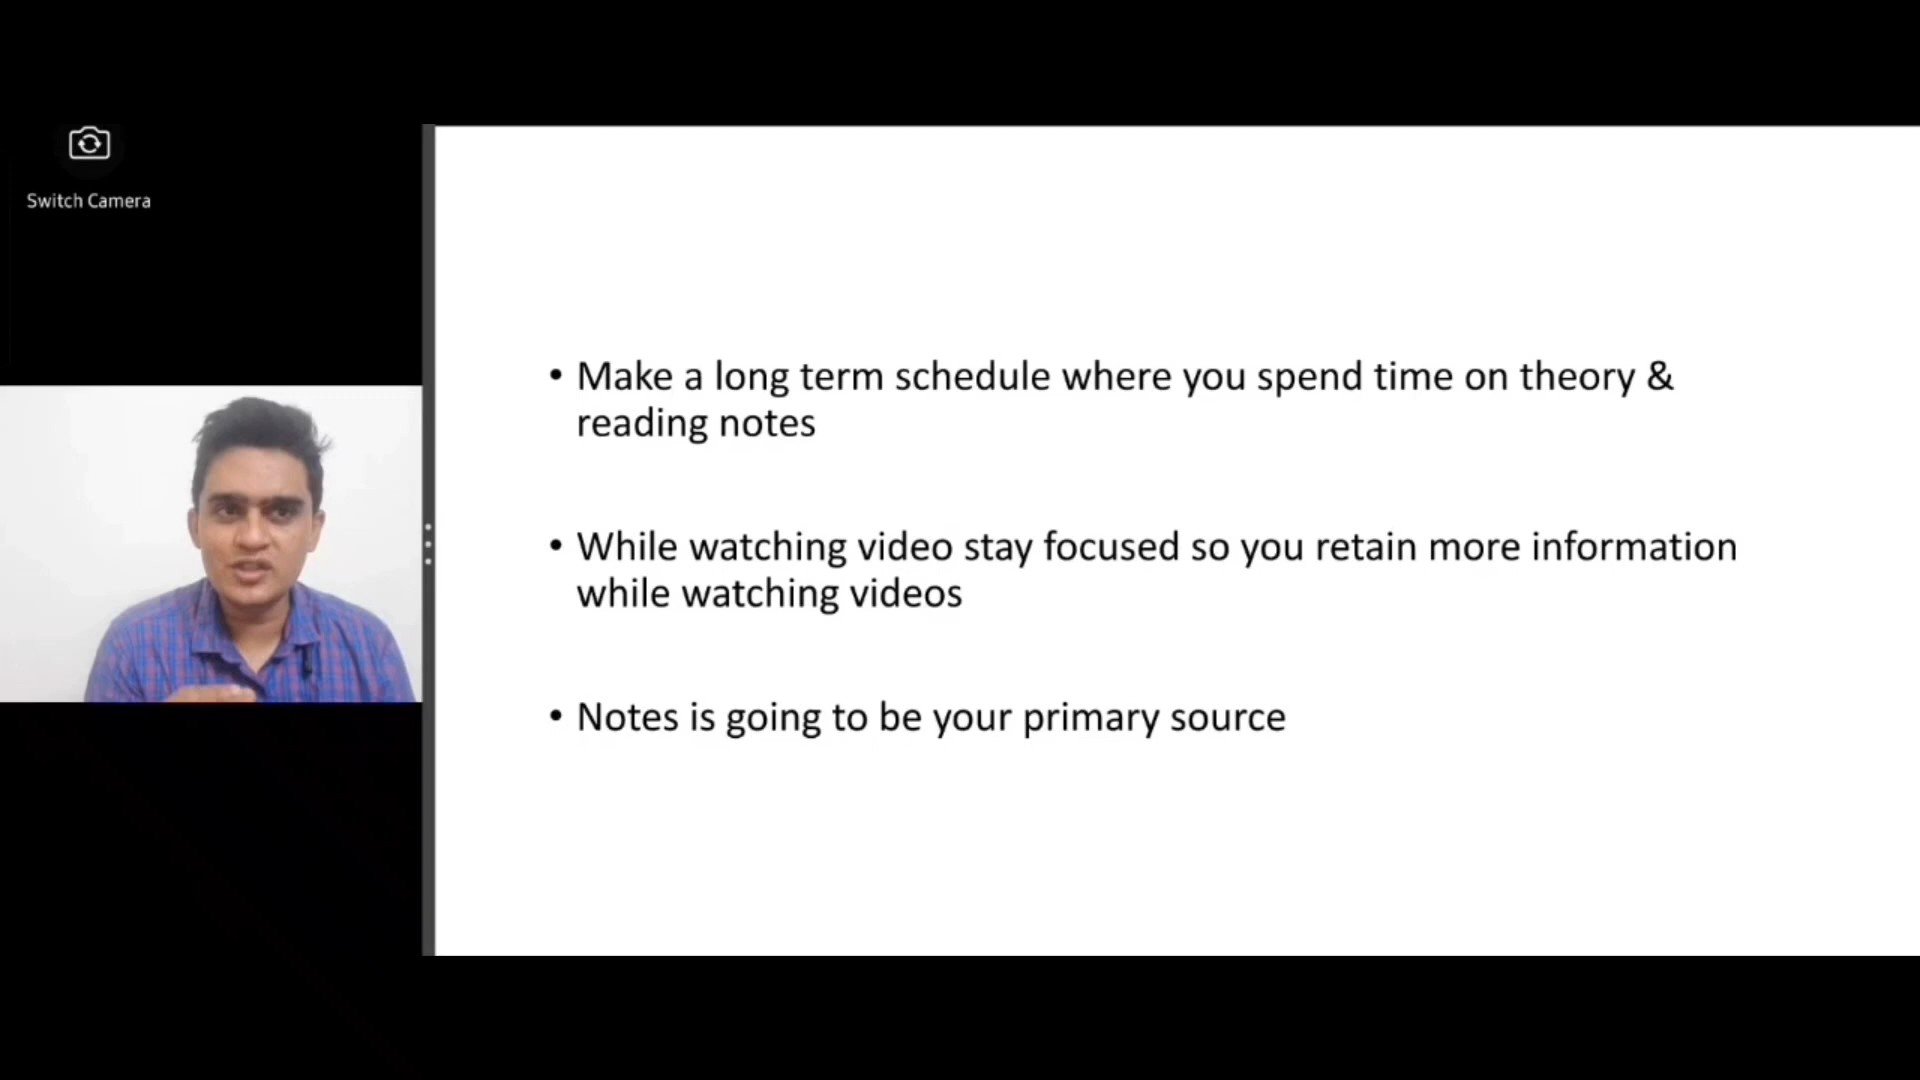 Switch Camera
• Make a long term schedule where you spend time on theory &
reading notes
• While watching video stay focused so you retain more information
while watching videos
• Notes is going to be your primary source